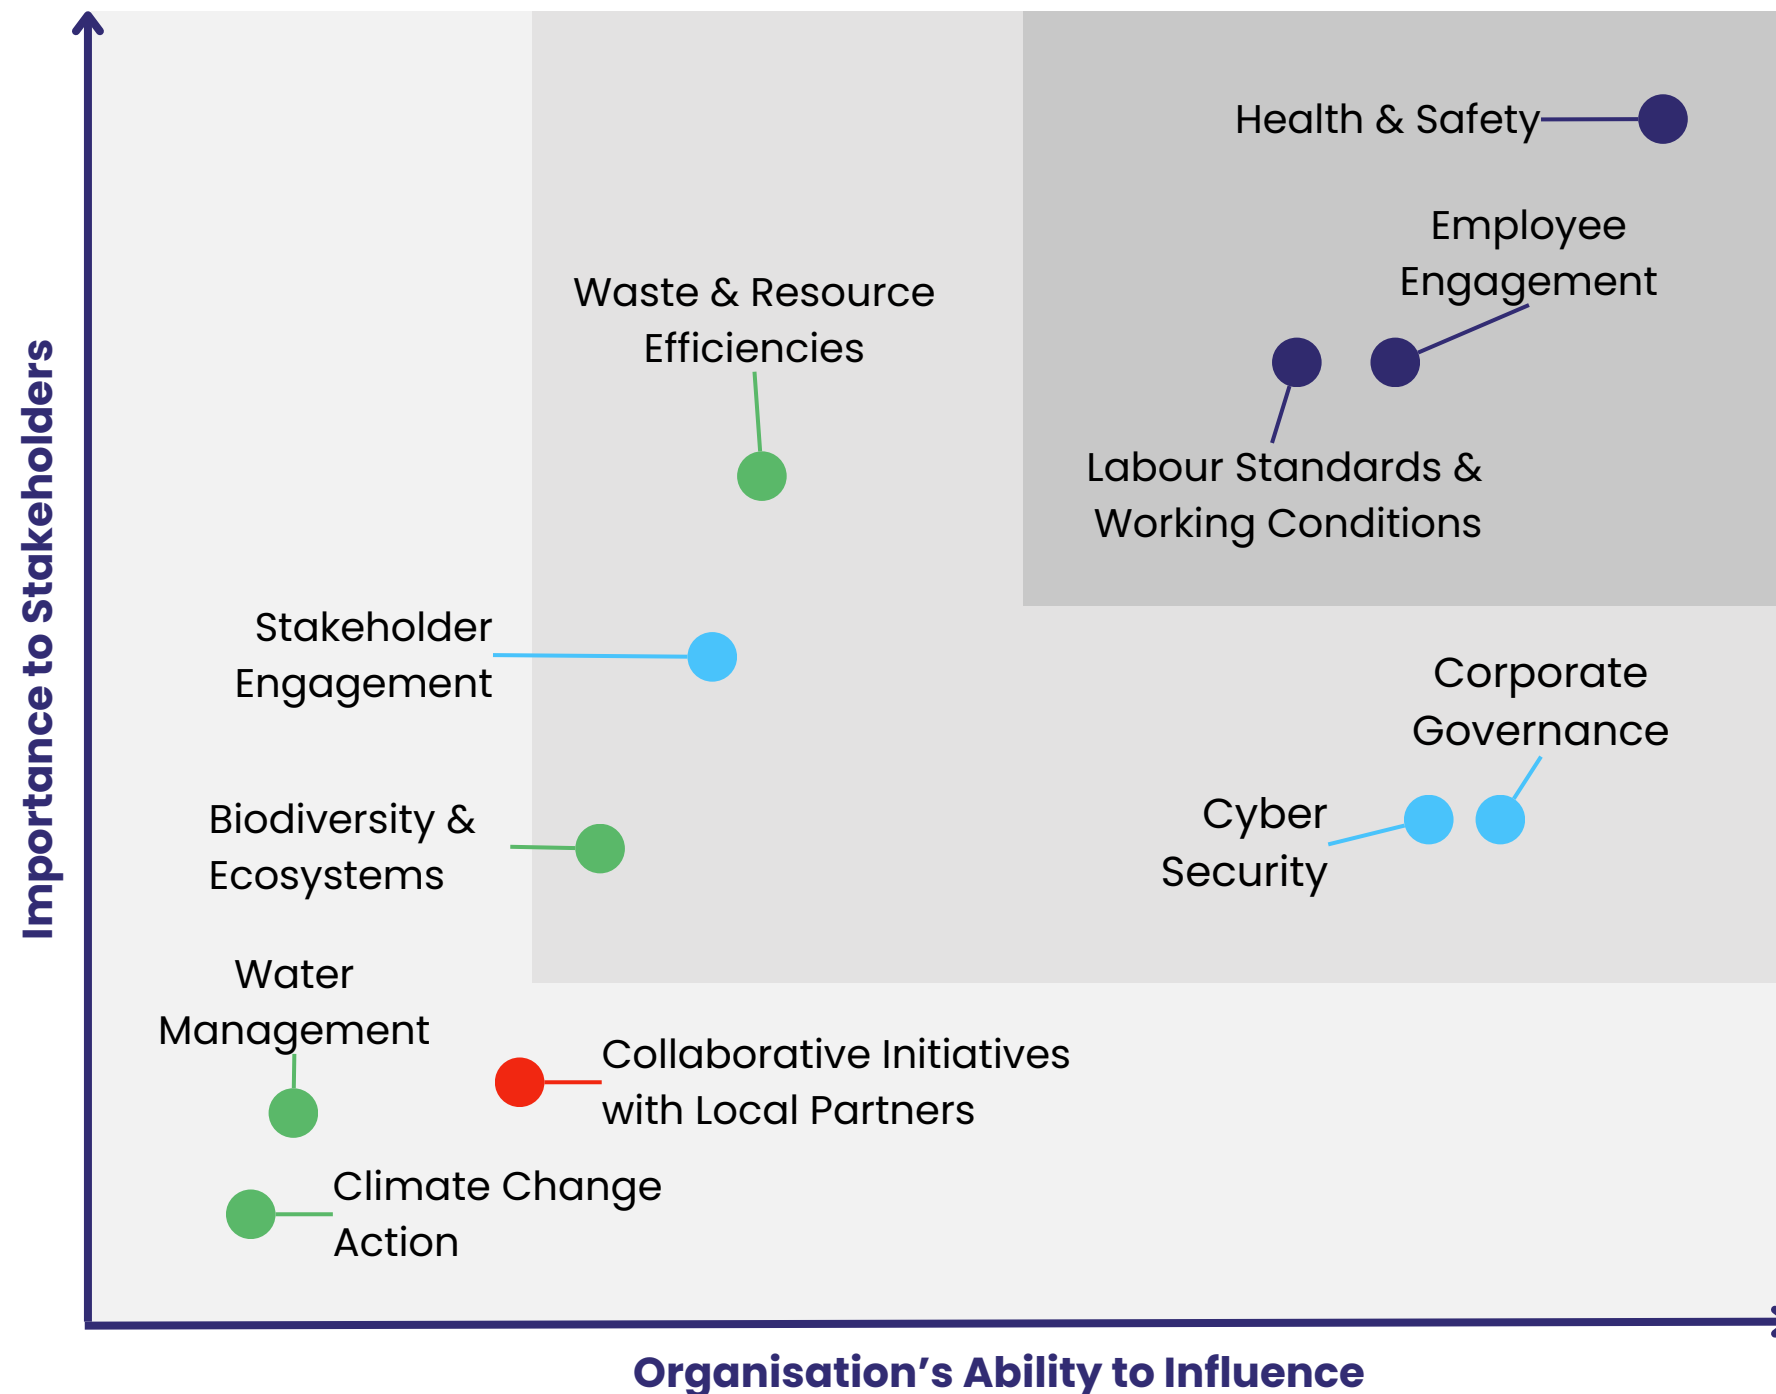 Health & Safety
Employee
Engagement
Waste & Resource
Efficiencies
Labour Standards &
Working Conditions
Stakeholder
Engagement
Corporate
Governance
Cyber
Security
Biodiversity &
Ecosystems
Water
Management
Collaborative Initiatives
with Local Partners
Climate Change
Action
Importance to Stakeholders
Organisation’s Ability to Influence